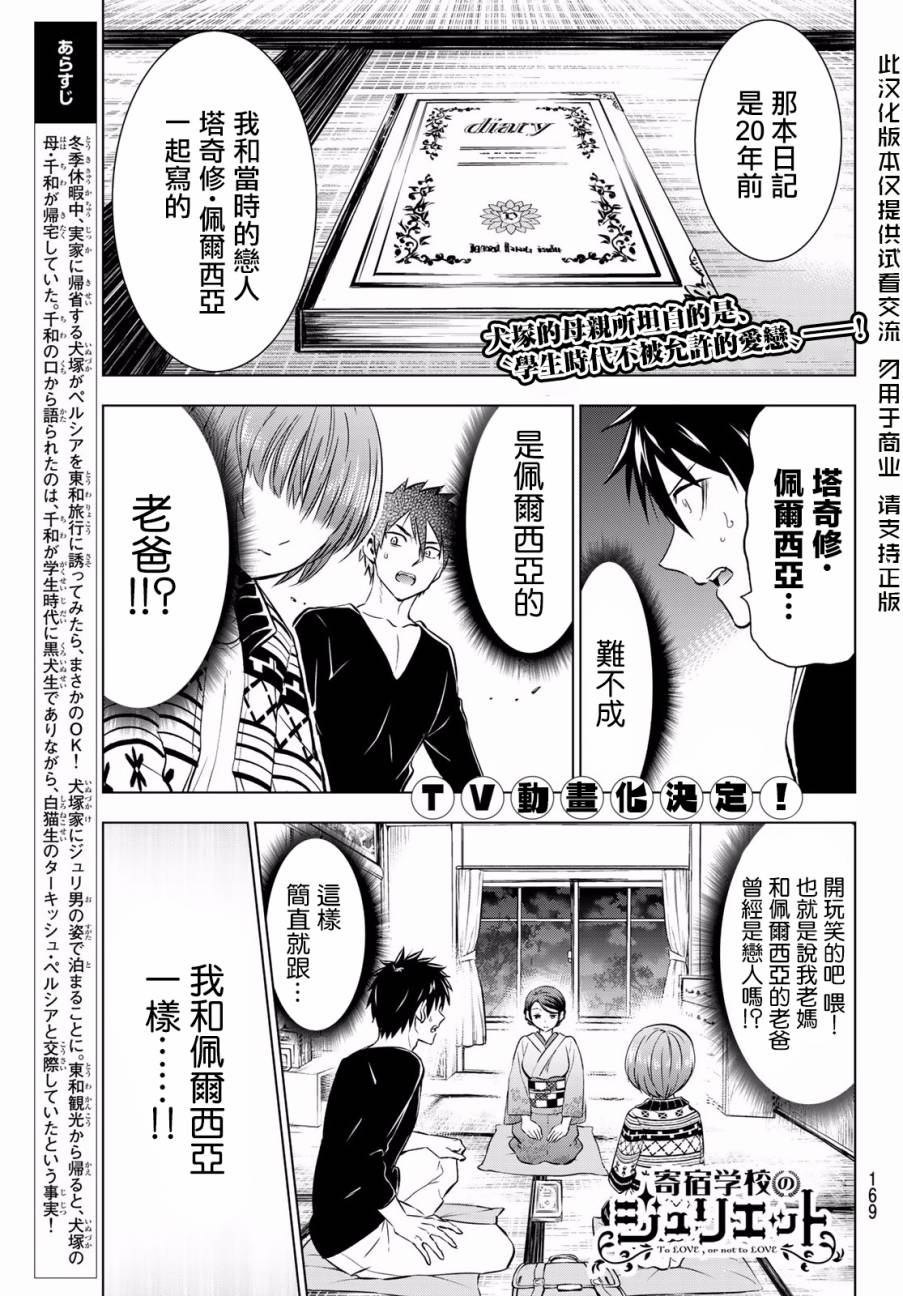 那本日記
是20年前
我和當時的戀人
塔奇修·佩爾西亞
一起寫的
diary
犬塚的母親所坦白的是、
〝學生時代不被允許的愛戀〟——！
塔奇修·
佩爾西亞…
難不成
是佩爾西亞的
老爸
!!?
TV動畫化決定！
開玩笑的吧 喂！
也就是說我老媽
和佩爾西亞的老爸
曾經是戀人嗎!?
這樣
簡直就跟…
我和佩爾西亞
一樣……!!
寄宿学校の
ジュリエット
To LOVE, or not to LOVE
169
此汉化版本仅提供试看交流 勿用于商业 请支持正版
あらすじ
冬季休暇中、実家に帰省する犬塚がペルシアを東和旅行に誘ってみたら、まさかのOK！ 犬塚家にジュリ男の姿で泊まることに。東和観光から帰ると、犬塚の
母・千和が帰宅していた。千和の口から語られたのは、千和が学生時代に黒犬生でありながら、白猫生のターキッシュ・ペルシアと交際していたという事実！